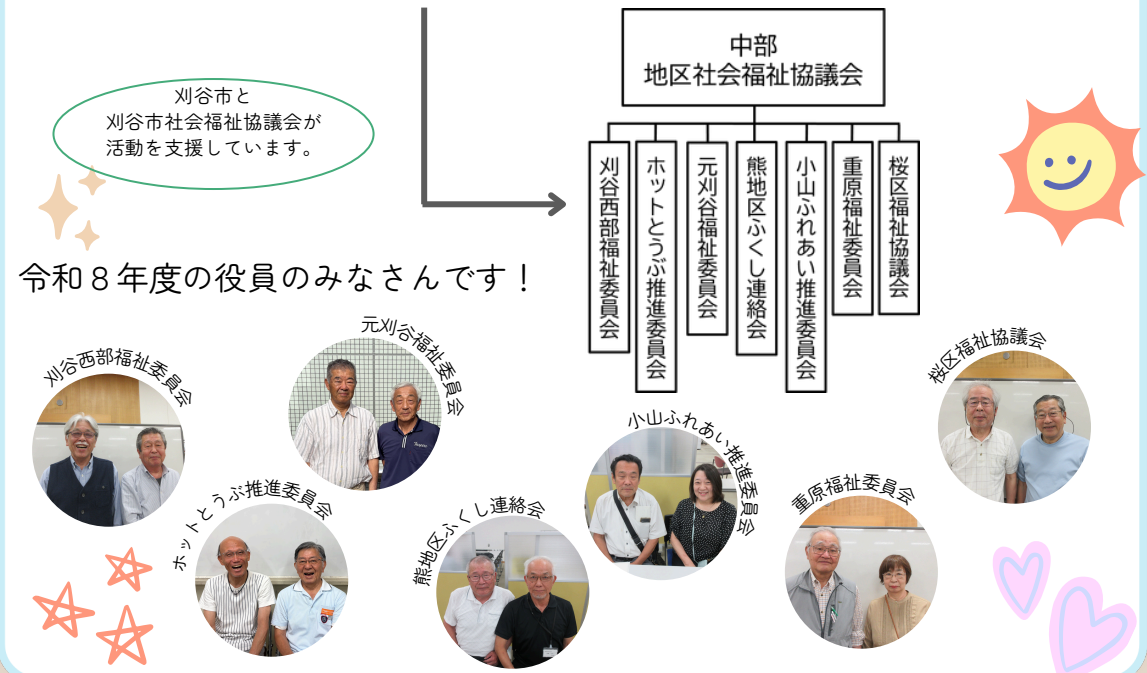 中部
地区社会福祉協議会
刈谷市と
刈谷市社会福祉協議会が
活動を支援しています。
刈谷西部福祉委員会
ホットとうぶ推進委員会
元刈谷福祉委員会
熊地区ふくし連絡会
小山ふれあい推進委員会
重原福祉委員会
桜区福祉協議会
令和8年度の役員のみなさんです!
刈谷西部福祉委員会
元刈谷福祉委員会
桜区福祉協議会
ホットとうぶ推進委員会
熊地区ふくし連絡会
小山ふれあい推進委員会
重原福祉委員会